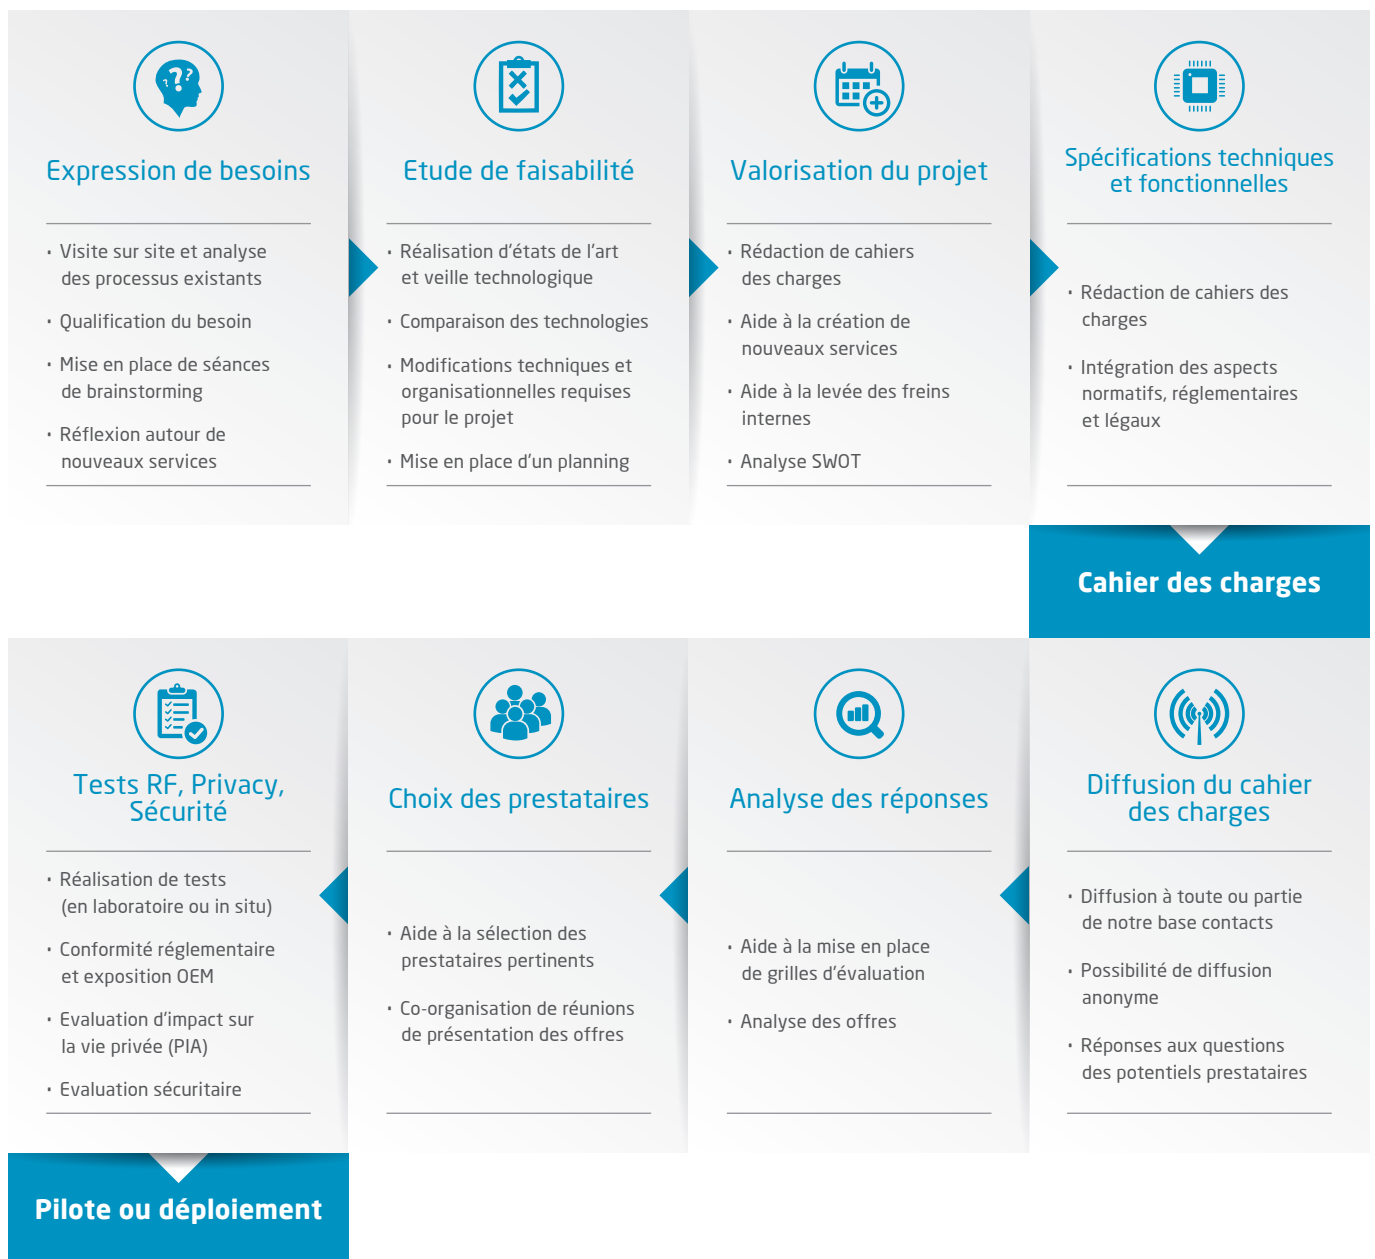 Expression de besoins
· Visite sur site et analyse
des processus existants
· Qualification du besoin
· Mise en place de séances
de brainstorming
· Réflexion autour de
nouveaux services
Etude de faisabilité
· Réalisation d'états de l'art
et veille technologique
· Comparaison des technologies
· Modifications techniques et
organisationnelles requises
pour le projet
· Mise en place d'un planning
Valorisation du projet
· Rédaction de cahiers
des charges
· Aide à la création de
nouveaux services
· Aide à la levée des freins
internes
· Analyse SWOT
Spécifications techniques
et fonctionnelles
· Rédaction de cahiers des
charges
· Intégration des aspects
normatifs, réglementaires
et légaux
Cahier des charges
Diffusion du cahier
des charges
· Diffusion à toute ou partie
de notre base contacts
· Possibilité de diffusion
anonyme
· Réponses aux questions
des potentiels prestataires
Analyse des réponses
· Aide à la mise en place
de grilles d'évaluation
· Analyse des offres
Choix des prestataires
· Aide à la sélection des
prestataires pertinents
· Co-organisation de réunions
de présentation des offres
Tests RF, Privacy,
Sécurité
· Réalisation de tests
(en laboratoire ou in situ)
· Conformité réglementaire
et exposition OEM
· Evaluation d'impact sur
la vie privée (PIA)
· Evaluation sécuritaire
Pilote ou déploiement